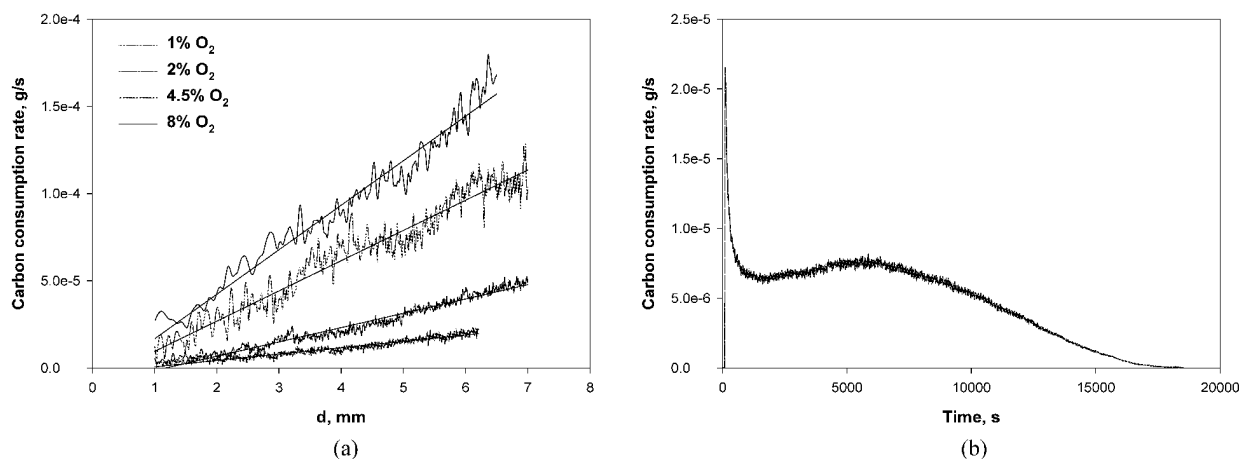 2.0e-4
1.5e-4
1.0e-4
5.0e-5
0.0
Carbon consumption rate, g/s
1% O₂
2% O₂
4.5% O₂
8% O₂
0 1 2 3 4 5 6 7 8
d, mm
(a)
2.5e-5
2.0e-5
1.5e-5
1.0e-5
5.0e-6
0.0
Carbon consumption rate, g/s
0 5000 10000 15000 20000
Time, s
(b)